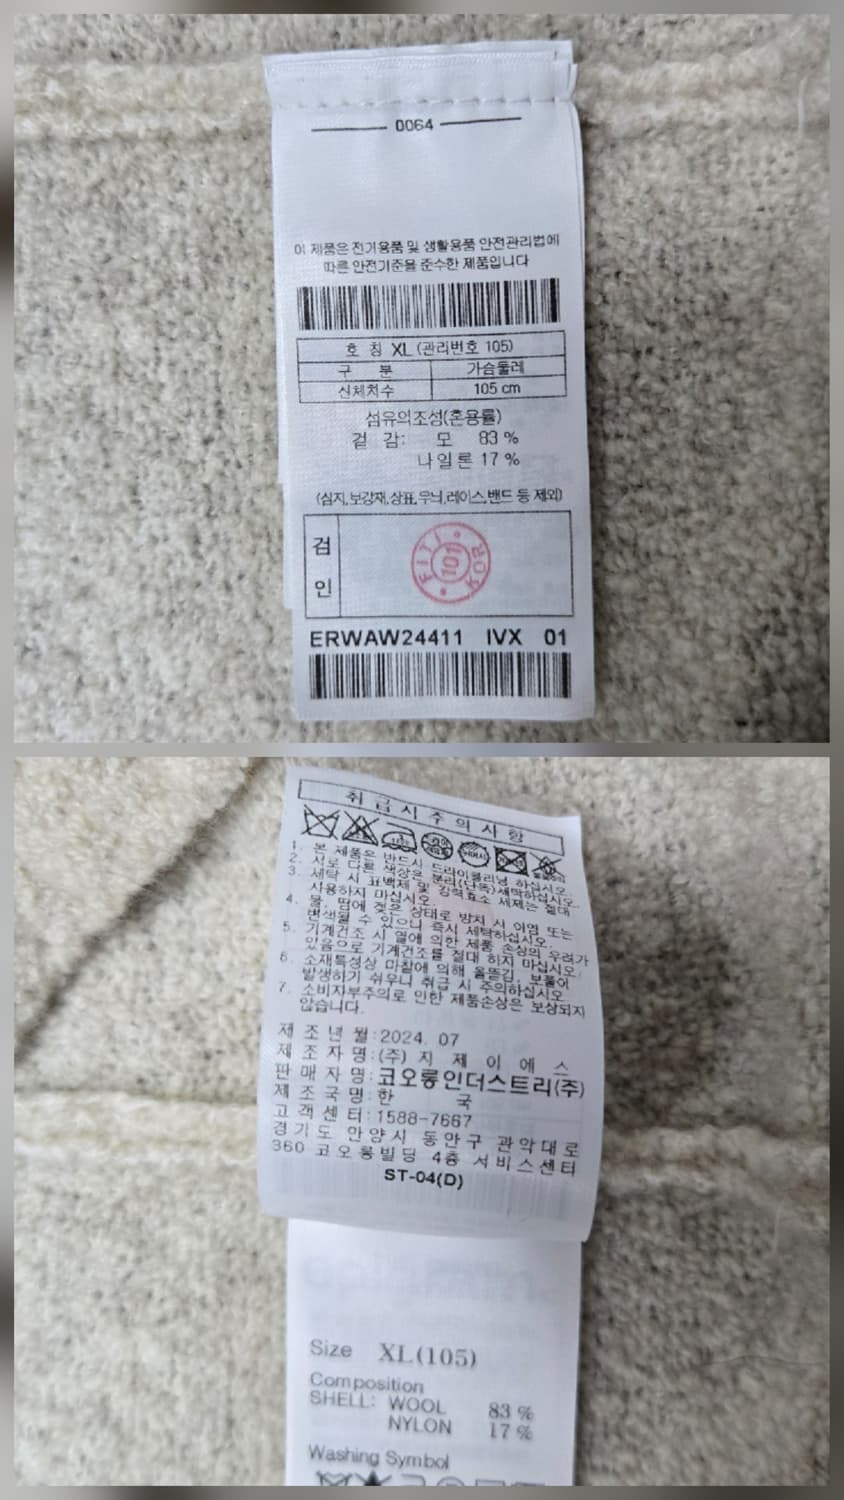 0064
이 제품은 전기용품 및 생활용품 안전관리법에
따른 안전기준을 준수한 제품입니다
호 칭 XL (관리번호 105)
구 분 가슴둘레
신체치수 105 cm
섬유의조성(혼용률)
겉 감: 모 83 %
나일론 17 %
(심지,보강재,상표,무늬,레이스,밴드 등 제외)
검
인
FITI
101
KOR
ERWAW24411 IVX 01
취급시주의사항
1. 본 제품은 반드시 드라이클리닝 하십시오.
2. 서로 다른 색상은 분리(단독)세탁하십시오.
3. 세탁 시 표백제 및 강력효소 세제는 절대
사용하지 마십시오.
4. 물, 땀에 젖은 상태로 방치 시 이염 또는
변색될 수 있으니 즉시 세탁하십시오.
5. 기계건조 시 열에 의한 제품 손상의 우려가
있음으로 기계건조를 절대 하지 마십시오.
6. 소재특성상 마찰에 의해 올뜯김, 보풀이
발생하기 쉬우니 취급 시 주의하십시오.
7. 소비자부주의로 인한 제품손상은 보상되지
않습니다.
제 조 년 월:2024. 07
제 조 자 명:(주) 지 제 이 에 스
판 매 자 명:코오롱인더스트리(주)
제 조 국 명:한 국
고 객 센 터:1588-7667
경기도 안양시 동안구 관악대로
360 코오롱빌딩 4층 서비스센터
ST-04(D)
Size XL(105)
Composition
SHELL: WOOL 83 %
NYLON 17 %
Washing Symbol